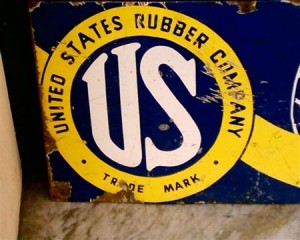 UNITED STATES RUBBER COMPANY
US
· TRADE MARK ·